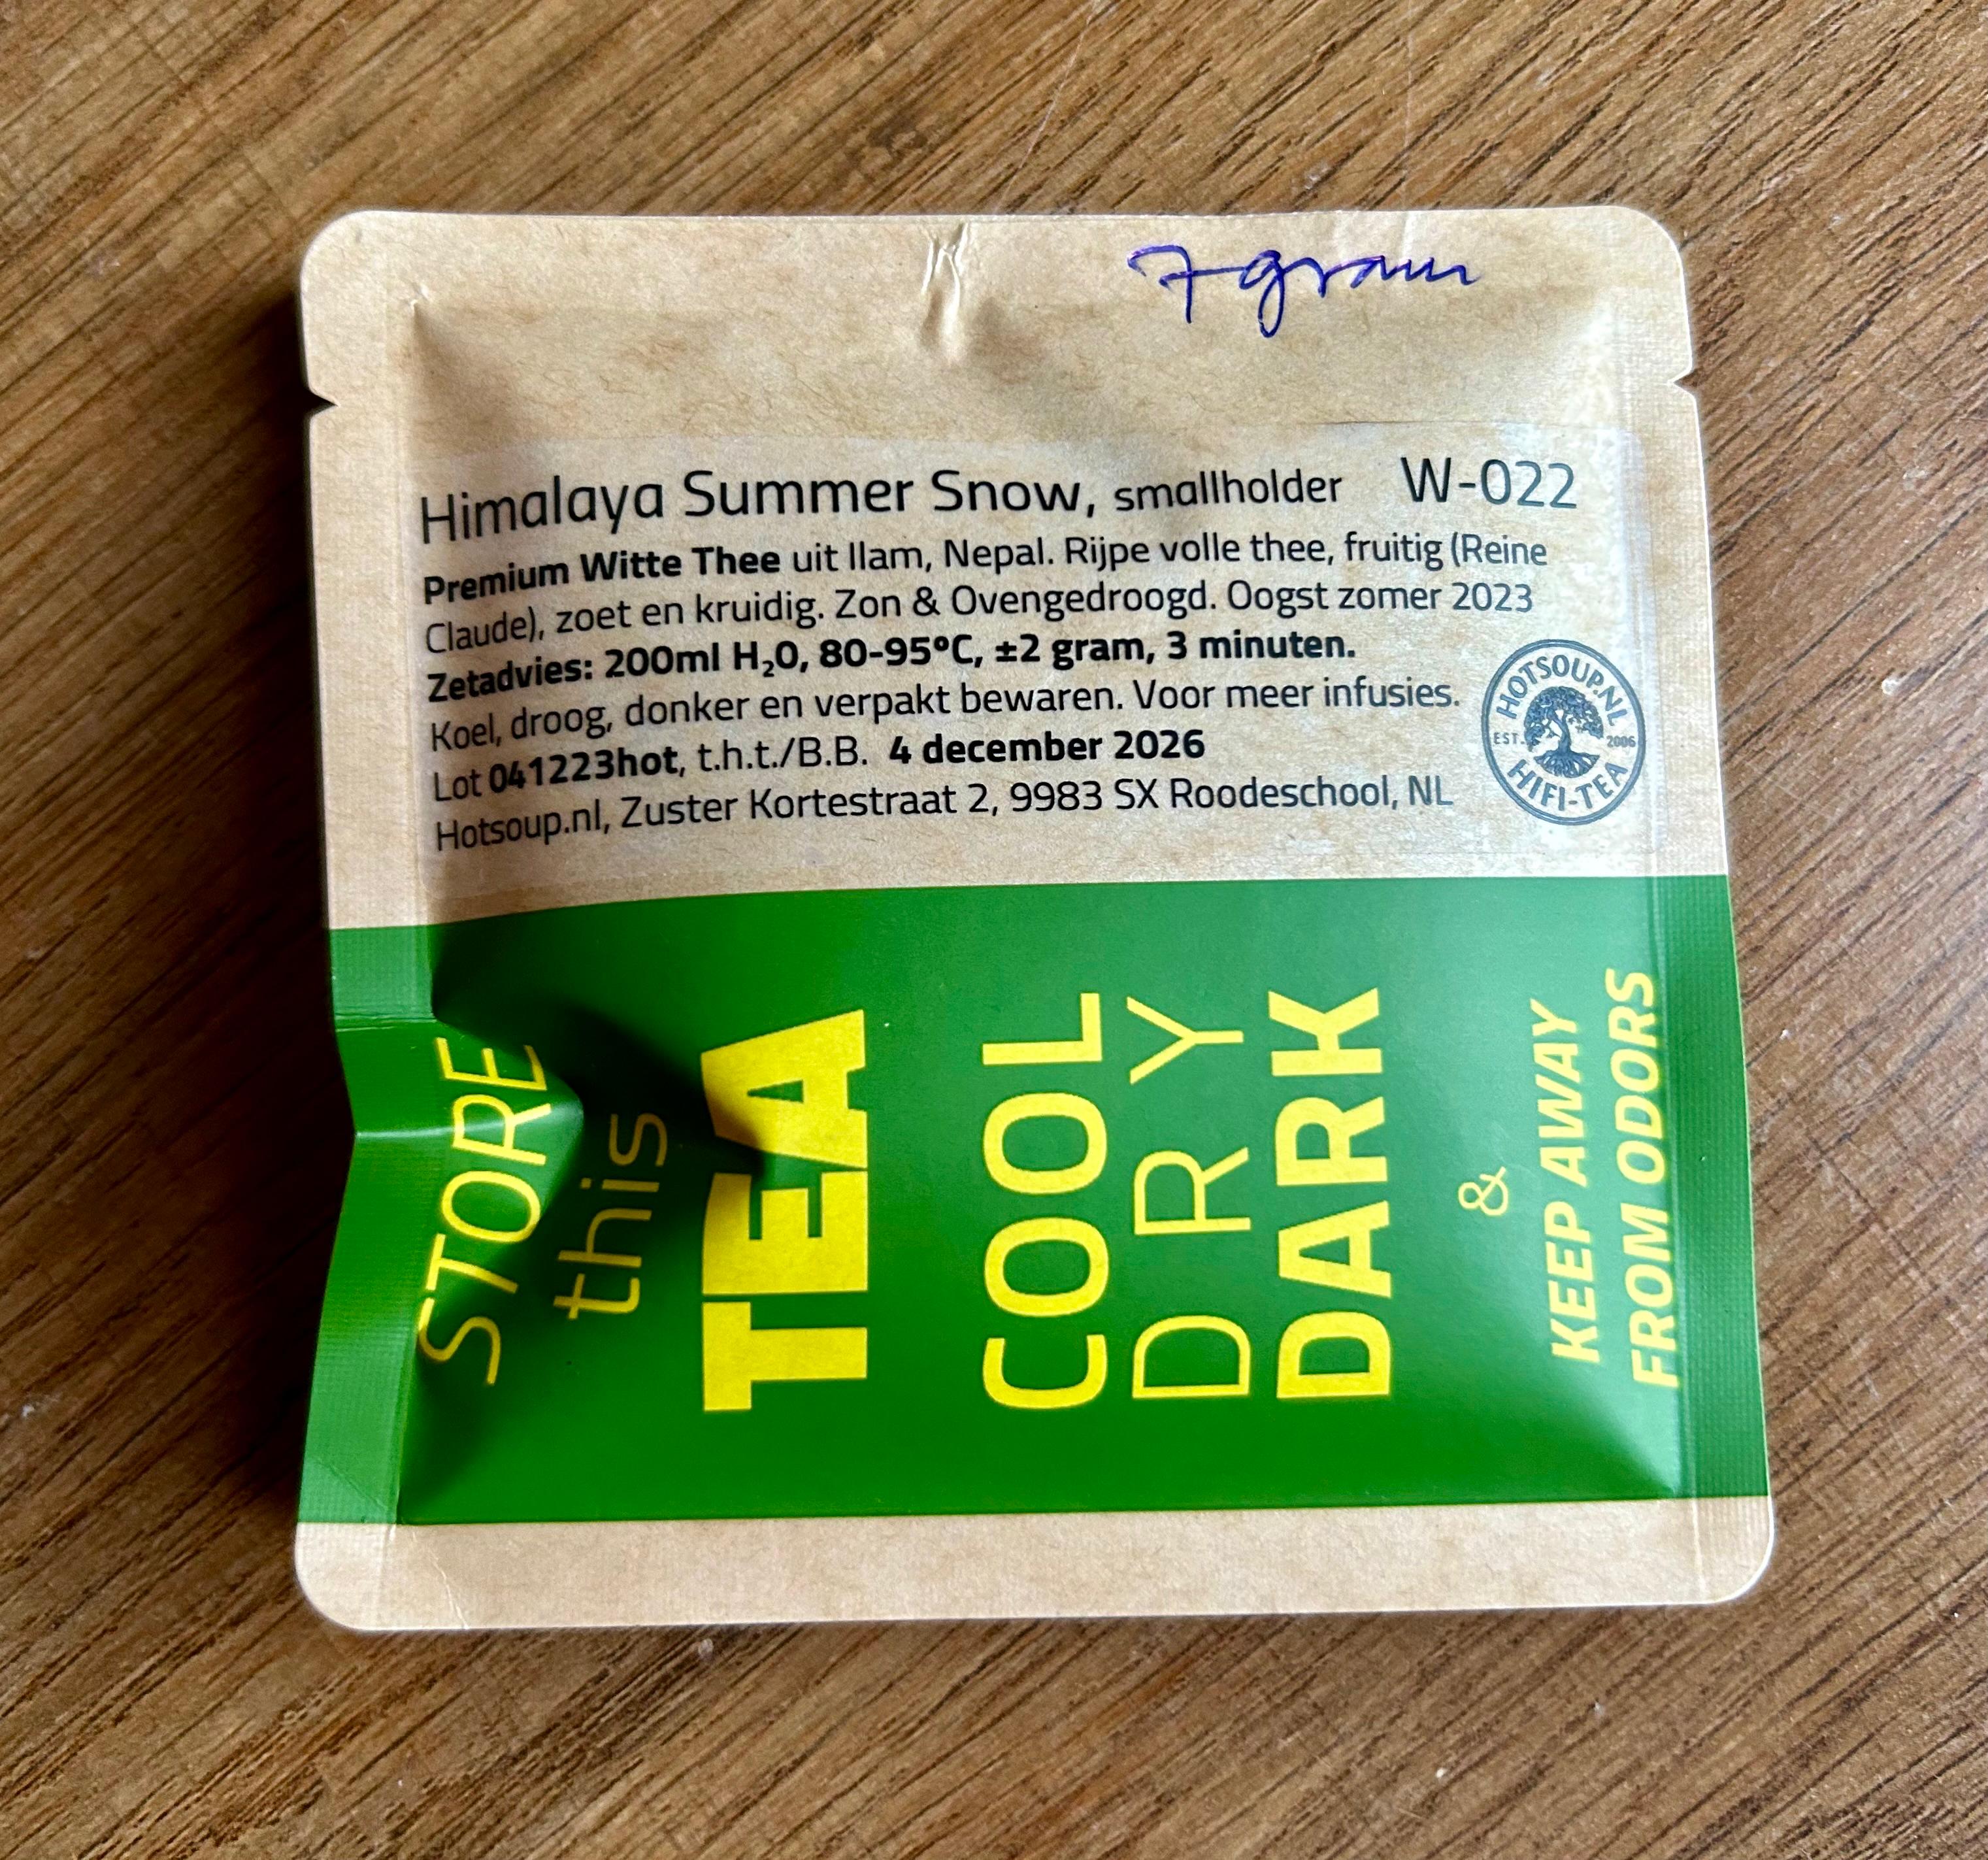 7 gram
Himalaya Summer Snow, smallholder W-022
Premium Witte Thee uit Ilam, Nepal. Rijpe volle thee, fruitig (Reine
Claude), zoet en kruidig. Zon & Ovengedroogd. Oogst zomer 2023
Zetadvies: 200ml H₂O, 80-95°C, ±2 gram, 3 minuten.
Koel, droog, donker en verpakt bewaren. Voor meer infusies.
Lot 041223hot, t.h.t./B.B. 4 december 2026
Hotsoup.nl, Zuster Kortestraat 2, 9983 SX Roodeschool, NL
HOTSOUP.NL
EST. 2006
HIFI-TEA
STORE
this
TEA
COOL
DRY
DARK
&
KEEP AWAY
FROM ODORS